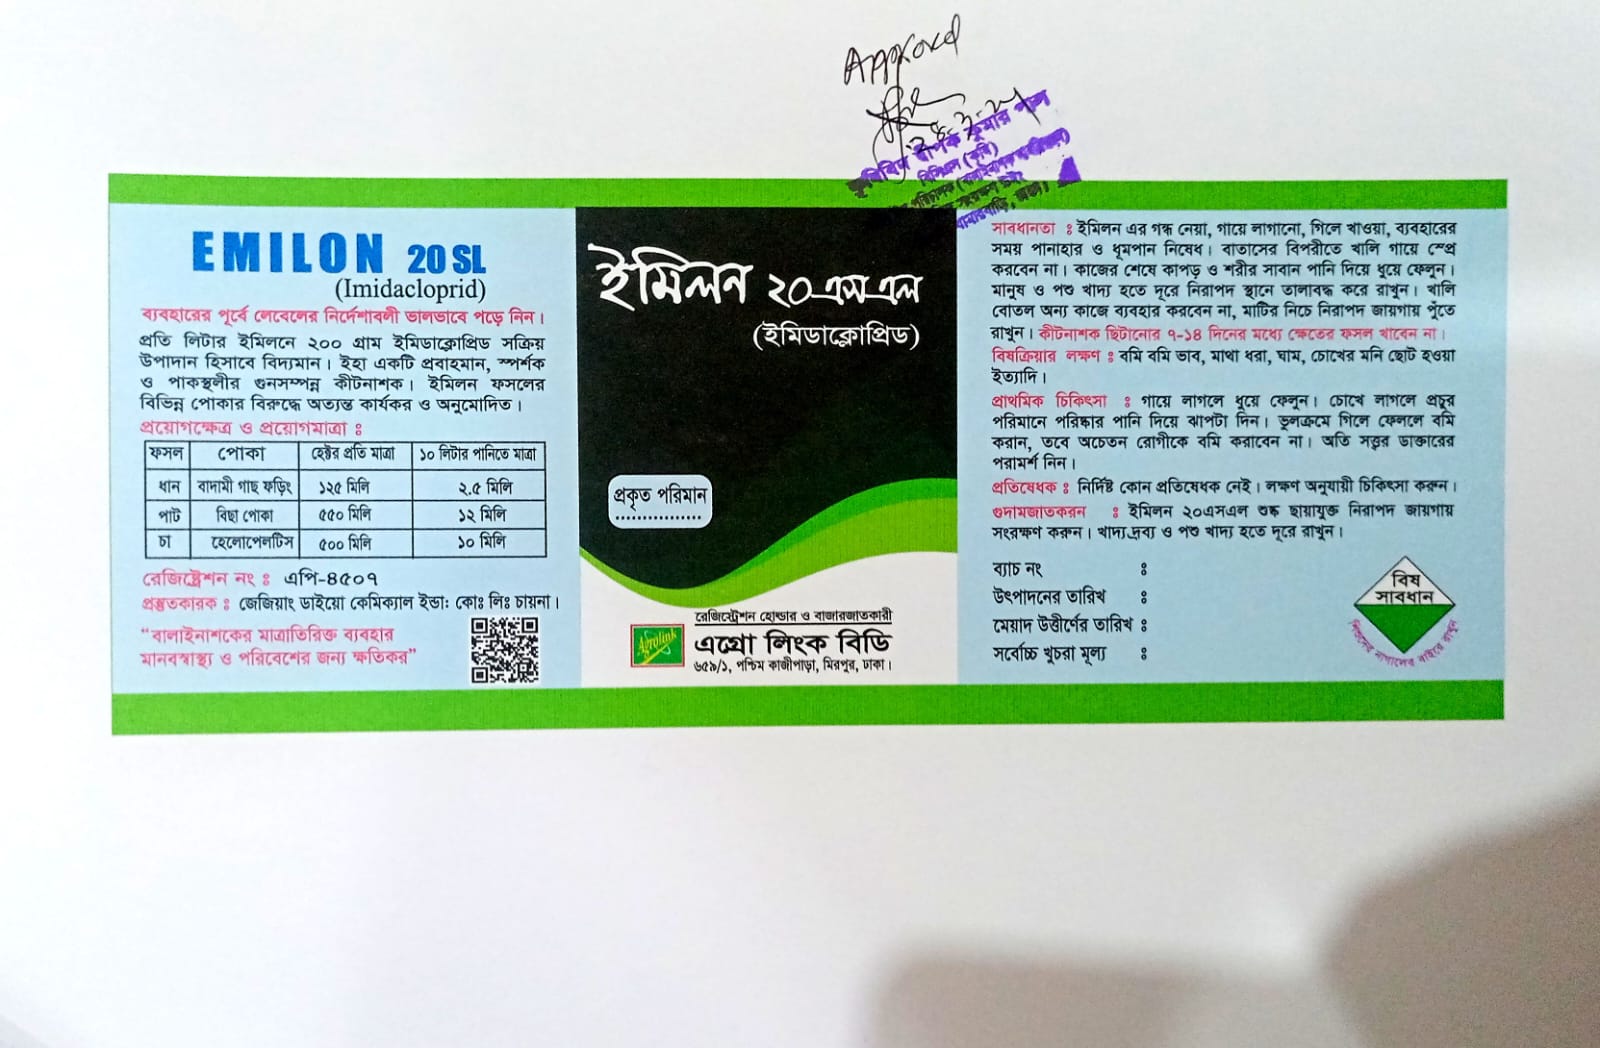 Approved
কুমার পাল
বিসিএস (কৃষি)
EMILON 20 SL
(Imidacloprid)
ব্যবহারের পূর্বে লেবেলের নির্দেশাবলী ভালভাবে পড়ে নিন।
প্রতি লিটার ইমিলনে ২০০ গ্রাম ইমিডাক্লোপ্রিড সক্রিয়
উপাদান হিসাবে বিদ্যমান। ইহা একটি প্রবাহমান, স্পর্শক
ও পাকস্থলীর গুনসম্পন্ন কীটনাশক। ইমিলন ফসলের
বিভিন্ন পোকার বিরুদ্ধে অত্যন্ত কার্যকর ও অনুমোদিত।
প্রয়োগক্ষেত্র ও প্রয়োগমাত্রা ঃ
ফসল পোকা হেক্টর প্রতি মাত্রা ১০ লিটার পানিতে মাত্রা
ধান বাদামী গাছ ফড়িং ১২৫ মিলি ২.৫ মিলি
পাট বিছা পোকা ৫৫০ মিলি ১২ মিলি
চা হেলোপেলটিস ৫০০ মিলি ১০ মিলি
রেজিষ্ট্রেশন নং ঃ এপি-৪৫০৭
প্রস্তুতকারক ঃ জেজিয়াং ডাইয়ো কেমিক্যাল ইন্ডা: কোঃ লিঃ চায়না।
“বালাইনাশকের মাত্রাতিরিক্ত ব্যবহার
মানবস্বাস্থ্য ও পরিবেশের জন্য ক্ষতিকর”
ইমিলন ২০এসএল
(ইমিডাক্লোপ্রিড)
প্রকৃত পরিমান
................
রেজিস্ট্রেশন হোল্ডার ও বাজারজাতকারী
Agrolink
এগ্রো লিংক বিডি
৬৫৯/১, পশ্চিম কাজীপাড়া, মিরপুর, ঢাকা।
সাবধানতা ঃ ইমিলন এর গন্ধ নেয়া, গায়ে লাগানো, গিলে খাওয়া, ব্যবহারের
সময় পানাহার ও ধূমপান নিষেধ। বাতাসের বিপরীতে খালি গায়ে স্প্রে
করবেন না। কাজের শেষে কাপড় ও শরীর সাবান পানি দিয়ে ধুয়ে ফেলুন।
মানুষ ও পশু খাদ্য হতে দূরে নিরাপদ স্থানে তালাবদ্ধ করে রাখুন। খালি
বোতল অন্য কাজে ব্যবহার করবেন না, মাটির নিচে নিরাপদ জায়গায় পুঁতে
রাখুন। কীটনাশক ছিটানোর ৭-১৪ দিনের মধ্যে ক্ষেতের ফসল খাবেন না।
বিষক্রিয়ার লক্ষণ ঃ বমি বমি ভাব, মাথা ধরা, ঘাম, চোখের মনি ছোট হওয়া
ইত্যাদি।
প্রাথমিক চিকিৎসা ঃ গায়ে লাগলে ধুয়ে ফেলুন। চোখে লাগলে প্রচুর
পরিমানে পরিষ্কার পানি দিয়ে ঝাপটা দিন। ভুলক্রমে গিলে ফেললে বমি
করান, তবে অচেতন রোগীকে বমি করাবেন না। অতি সত্ত্বর ডাক্তারের
পরামর্শ নিন।
প্রতিষেধক ঃ নির্দিষ্ট কোন প্রতিষেধক নেই। লক্ষণ অনুযায়ী চিকিৎসা করুন।
গুদামজাতকরন ঃ ইমিলন ২০এসএল শুষ্ক ছায়াযুক্ত নিরাপদ জায়গায়
সংরক্ষণ করুন। খাদ্যদ্রব্য ও পশু খাদ্য হতে দূরে রাখুন।
ব্যাচ নং ঃ
উৎপাদনের তারিখ ঃ
মেয়াদ উত্তীর্ণের তারিখ ঃ
সর্বোচ্চ খুচরা মূল্য ঃ
বিষ
সাবধান
শিশুদের নাগালের বাইরে রাখুন